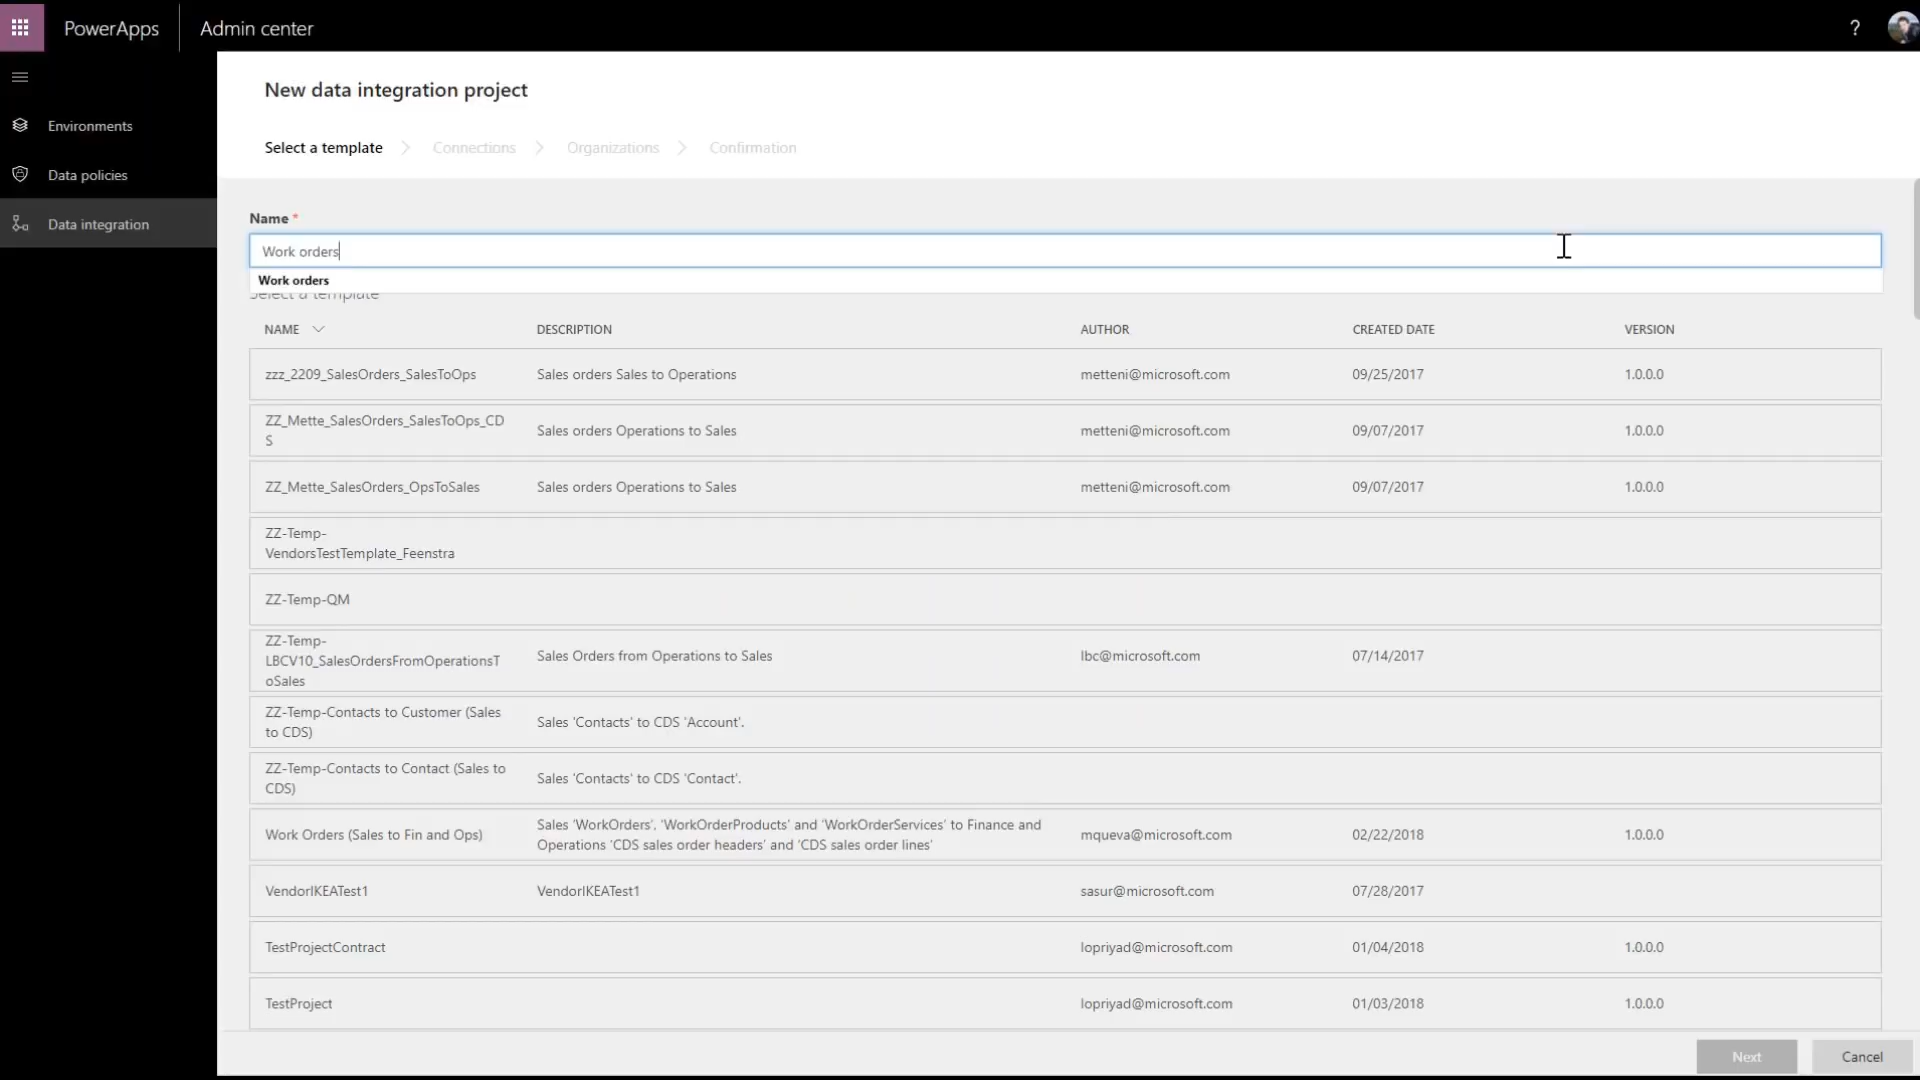 PowerApps
Admin center
?
New data integration project
Environments
Select a template
Connections
Organizations
Confirmation
Data policies
Data integration
Name *
Work orders
Work orders
Select a template
NAME DESCRIPTION AUTHOR CREATED DATE VERSION
zzz_2209_SalesOrders_SalesToOps Sales orders Sales to Operations metteni@microsoft.com 09/25/2017 1.0.0.0
ZZ_Mette_SalesOrders_SalesToOps_CD
S
Sales orders Operations to Sales metteni@microsoft.com 09/07/2017 1.0.0.0
ZZ_Mette_SalesOrders_OpsToSales Sales orders Operations to Sales metteni@microsoft.com 09/07/2017 1.0.0.0
ZZ-Temp-
VendorsTestTemplate_Feenstra
ZZ-Temp-QM
ZZ-Temp-
LBCV10_SalesOrdersFromOperationsT
oSales
Sales Orders from Operations to Sales lbc@microsoft.com 07/14/2017
ZZ-Temp-Contacts to Customer (Sales
to CDS)
Sales 'Contacts' to CDS 'Account'.
ZZ-Temp-Contacts to Contact (Sales to
CDS)
Sales 'Contacts' to CDS 'Contact'.
Work Orders (Sales to Fin and Ops)
Sales 'WorkOrders', 'WorkOrderProducts' and 'WorkOrderServices' to Finance and
Operations 'CDS sales order headers' and 'CDS sales order lines'
mqueva@microsoft.com 02/22/2018 1.0.0.0
VendorIKEATest1 VendorIKEATest1 sasur@microsoft.com 07/28/2017
TestProjectContract lopriyad@microsoft.com 01/04/2018 1.0.0.0
TestProject lopriyad@microsoft.com 01/03/2018 1.0.0.0
Next
Cancel